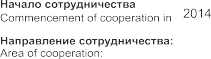 Начало сотрудничества
Commencement of cooperation in 2014
Направление сотрудничества:
Area of cooperation: